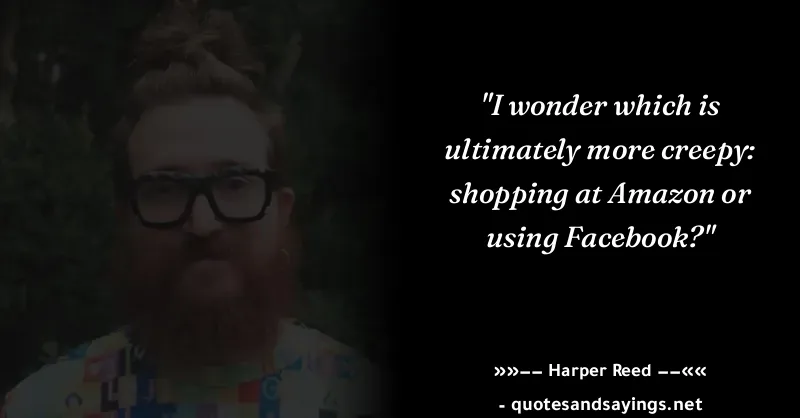 "I wonder which is
ultimately more creepy:
shopping at Amazon or
using Facebook?"
»»−− Harper Reed −−««
- quotesandsayings.net